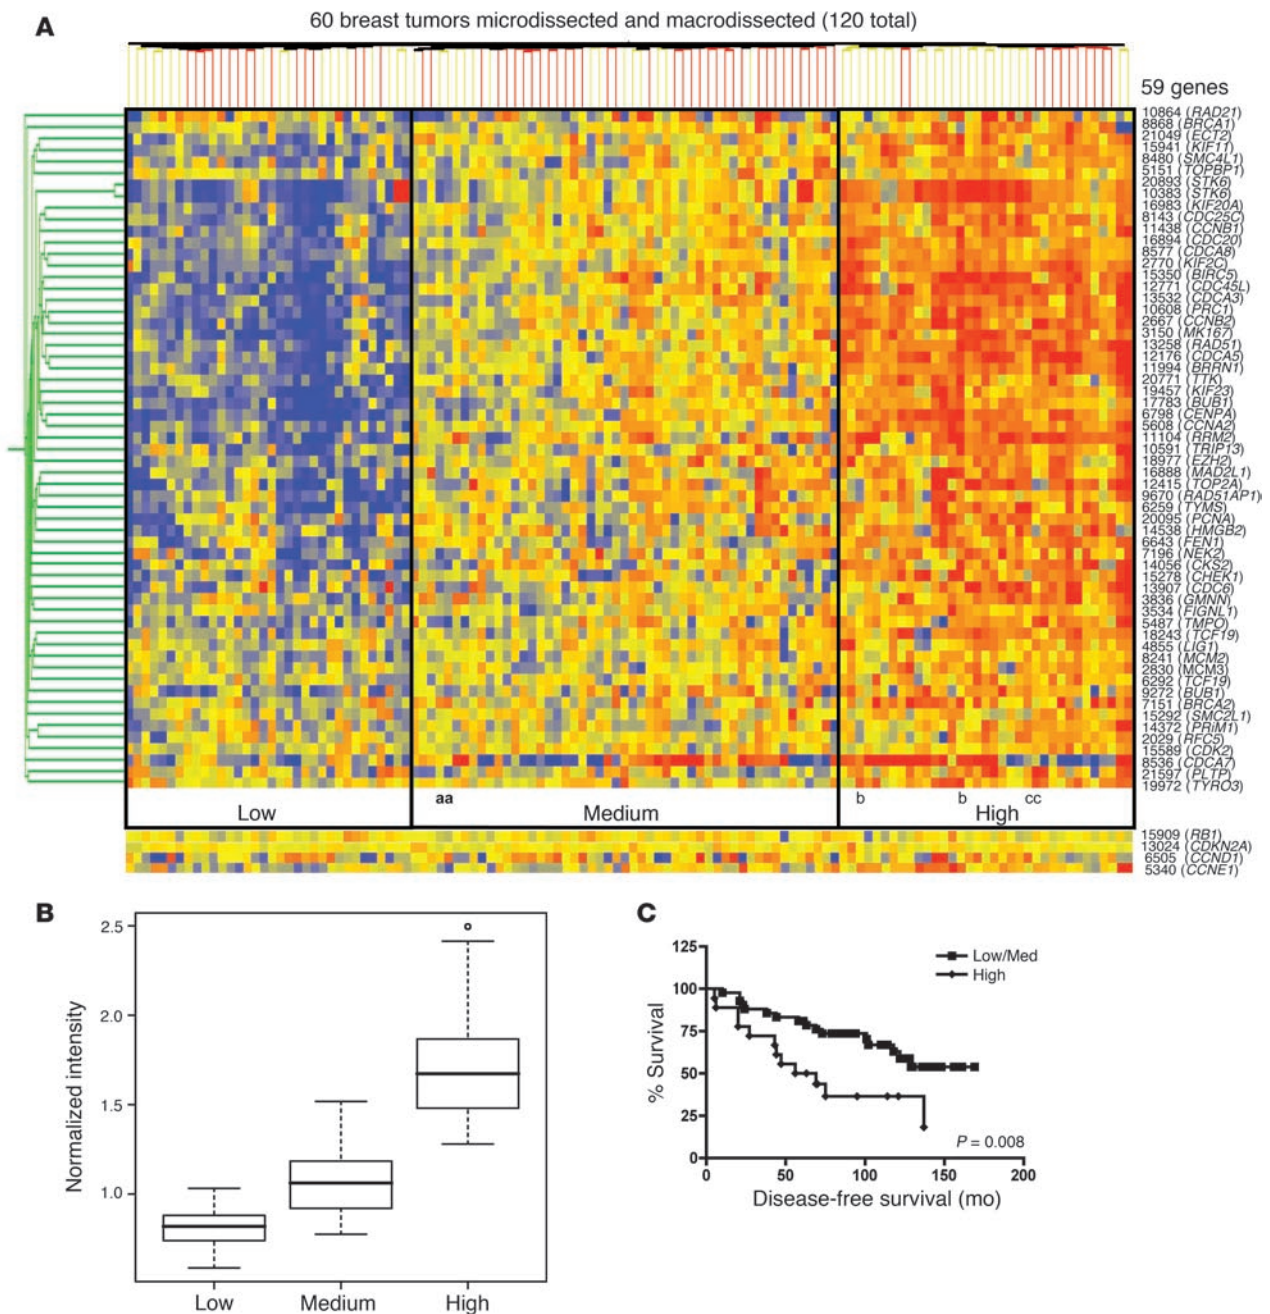 A
60 breast tumors microdissected and macrodissected (120 total)
59 genes
10864 (RAD21)
8868 (BRCA1)
21049 (ECT2)
15941 (KIF11)
8480 (SMC4L1)
5151 (TOPBP1)
20893 (STK6)
10383 (STK6)
16983 (KIF20A)
8143 (CDC25C)
11438 (CCNB1)
16894 (CDC20)
8577 (CDCA8)
2770 (KIF2C)
15350 (BIRC5)
12771 (CDC45L)
13532 (CDCA3)
10608 (PRC1)
2667 (CCNB2)
3150 (MK167)
13258 (RAD51)
12176 (CDCA5)
11994 (BRRN1)
20771 (TTK)
19457 (KIF23)
17783 (BUB1)
6798 (CENPA)
5608 (CCNA2)
11104 (RRM2)
10591 (TRIP13)
18977 (EZH2)
16888 (MAD2L1)
12415 (TOP2A)
9670 (RAD51AP1)
6259 (TYMS)
20095 (PCNA)
14538 (HMGB2)
6643 (FEN1)
7196 (NEK2)
14056 (CKS2)
15278 (CHEK1)
13907 (CDC6)
3836 (GMNN)
3534 (FIGNL1)
5487 (TMPO)
18243 (TCF19)
4855 (LIG1)
8241 (MCM2)
2830 (MCM3)
6292 (TCF19)
9272 (BUB1)
7151 (BRCA2)
15292 (SMC2L1)
14372 (PRiM1)
2029 (RFC5)
15589 (CDK2)
8536 (CDCA7)
21597 (PLTP)
19972 (TYRO3)
aa b b cc
Low Medium High
15909 (RB1)
13024 (CDKN2A)
6505 (CCND1)
5340 (CCNE1)
B
Normalized intensity
2.5
2.0
1.5
1.0
Low Medium High
C
% Survival
125
100
75
50
25
0
Low/Med
High
P = 0.008
0 50 100 150 200
Disease-free survival (mo)